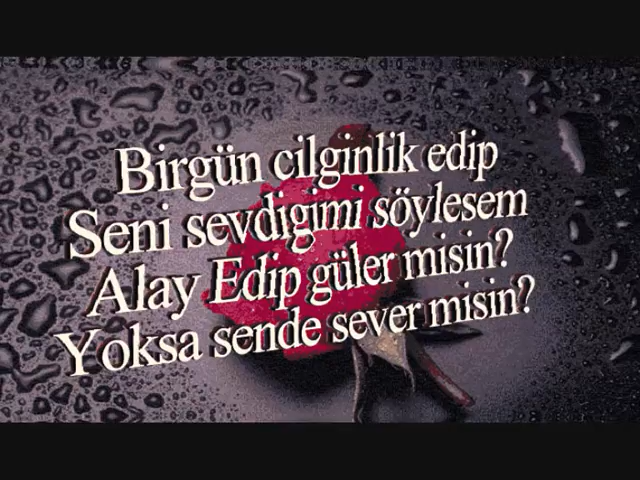 Birgün cilginlik edip
Seni sevdigimi söylesem
Alay Edip güler misin?
Yoksa sende sever misin?